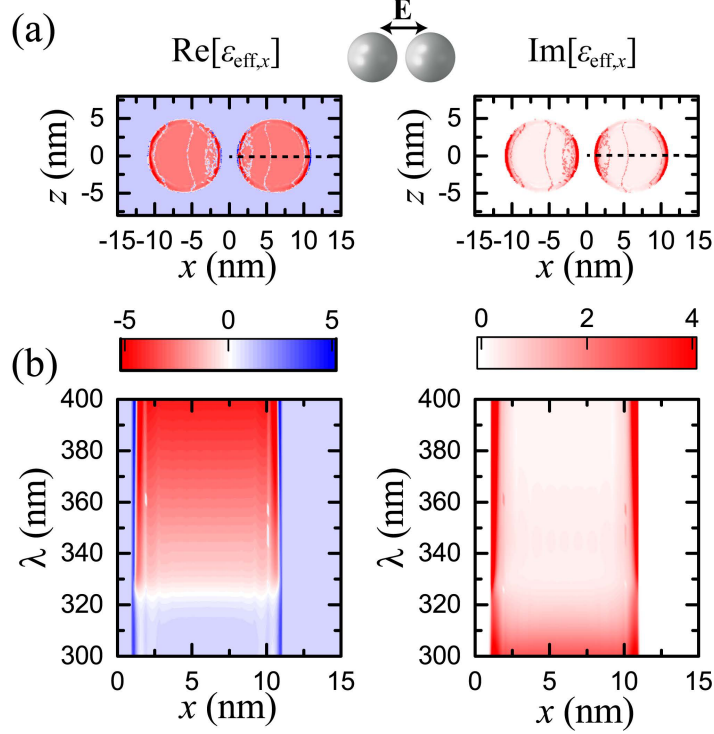 (a)
Re[ε_eff,x]
E
Im[ε_eff,x]
z (nm)
5
0
-5
-15 -10 -5 0 5 10 15
x (nm)
z (nm)
5
0
-5
-15 -10 -5 0 5 10 15
x (nm)
-5 0 5
0 2 4
(b)
λ (nm)
400
380
360
340
320
300
0 5 10 15
x (nm)
λ (nm)
400
380
360
340
320
300
0 5 10 15
x (nm)